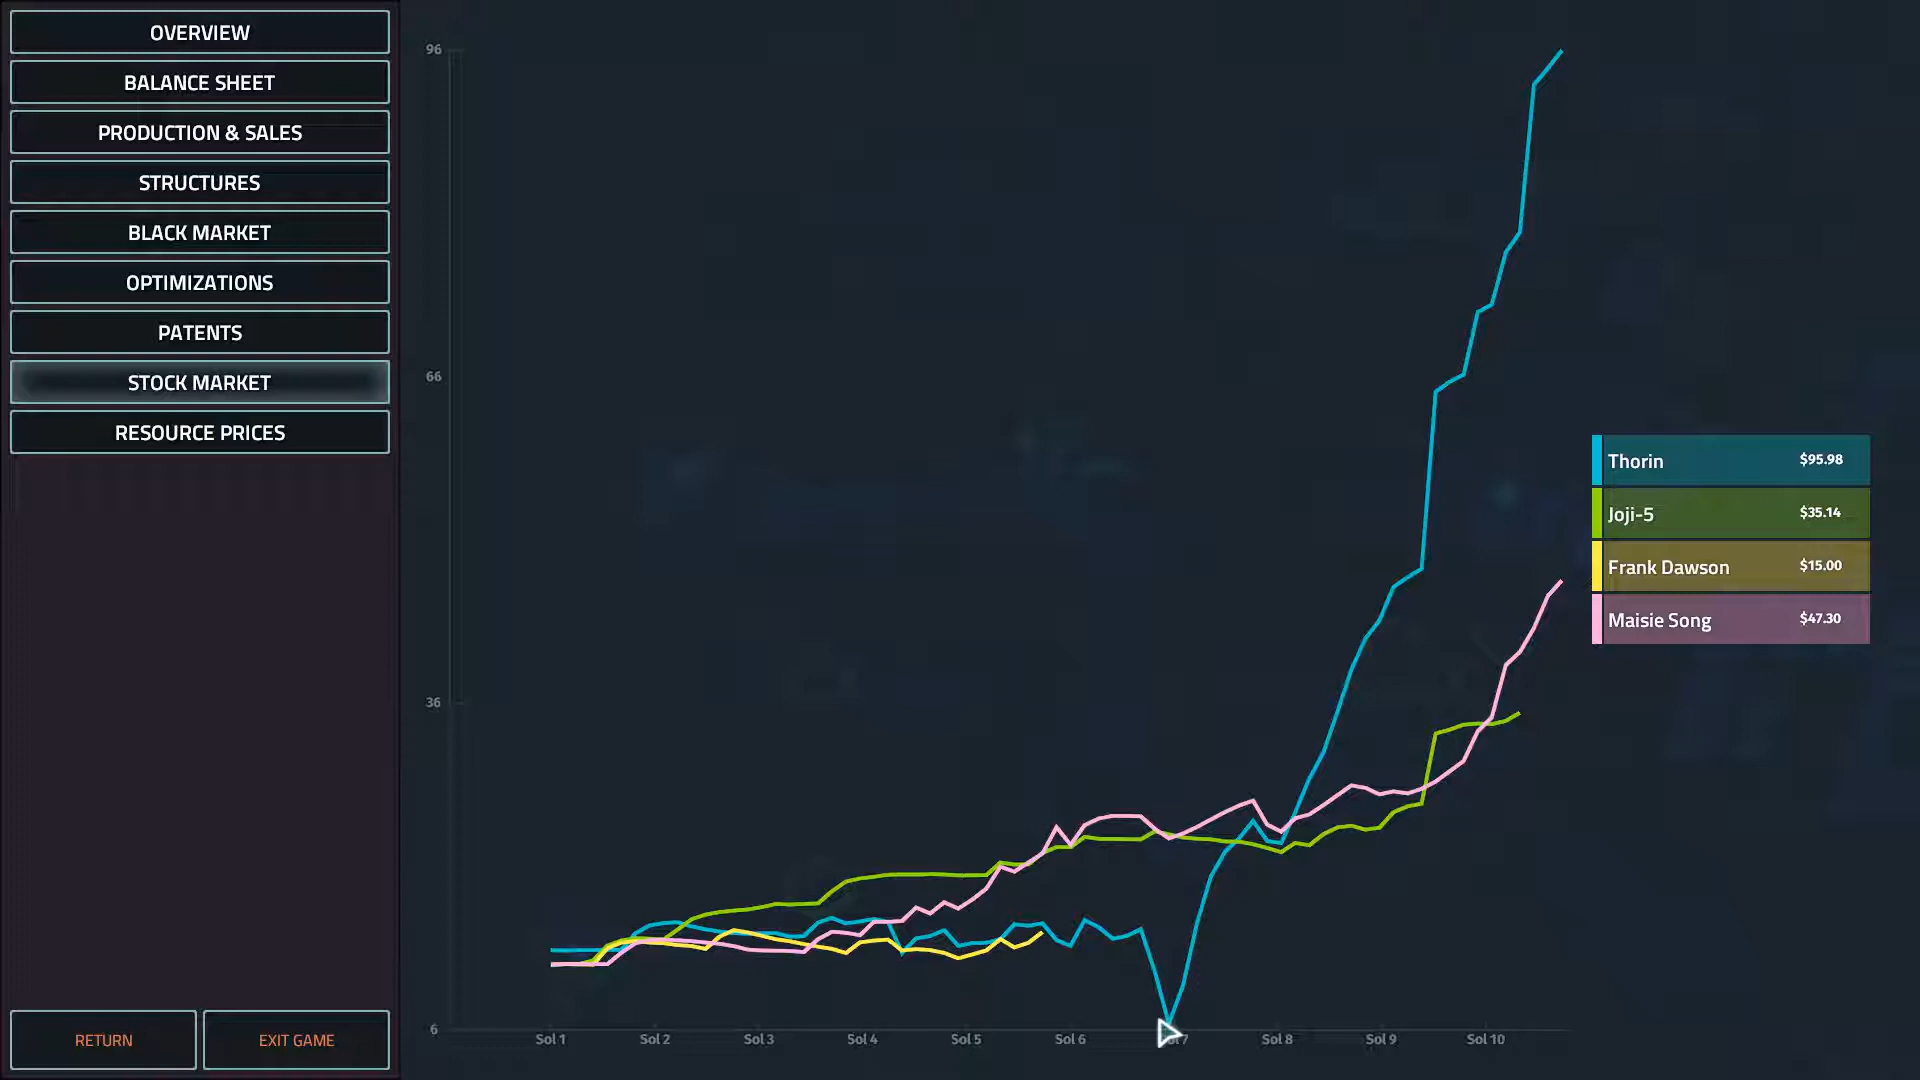 OVERVIEW
BALANCE SHEET
PRODUCTION & SALES
STRUCTURES
BLACK MARKET
OPTIMIZATIONS
PATENTS
STOCK MARKET
RESOURCE PRICES
RETURN
EXIT GAME
96
66
36
6
Sol 1
Sol 2
Sol 3
Sol 4
Sol 5
Sol 6
Sol 8
Sol 9
Sol 10
Thorin $95.98
Joji-5 $35.14
Frank Dawson $15.00
Maisie Song $47.30